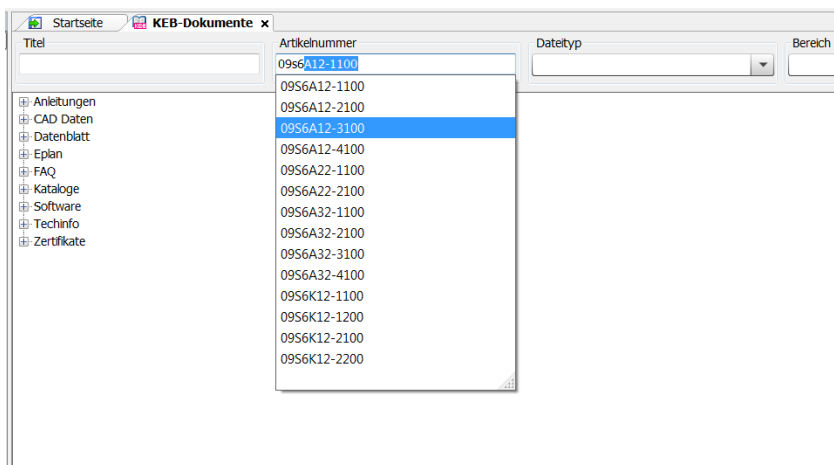 Startseite KEB-Dokumente x
Titel Artikelnummer Dateityp Bereich
09s6A12-1100
09S6A12-1100
09S6A12-2100
09S6A12-3100
09S6A12-4100
09S6A22-1100
09S6A22-2100
09S6A32-1100
09S6A32-2100
09S6A32-3100
09S6A32-4100
09S6K12-1100
09S6K12-1200
09S6K12-2100
09S6K12-2200
Anleitungen
CAD Daten
Datenblatt
Eplan
FAQ
Kataloge
Software
Techinfo
Zertifikate